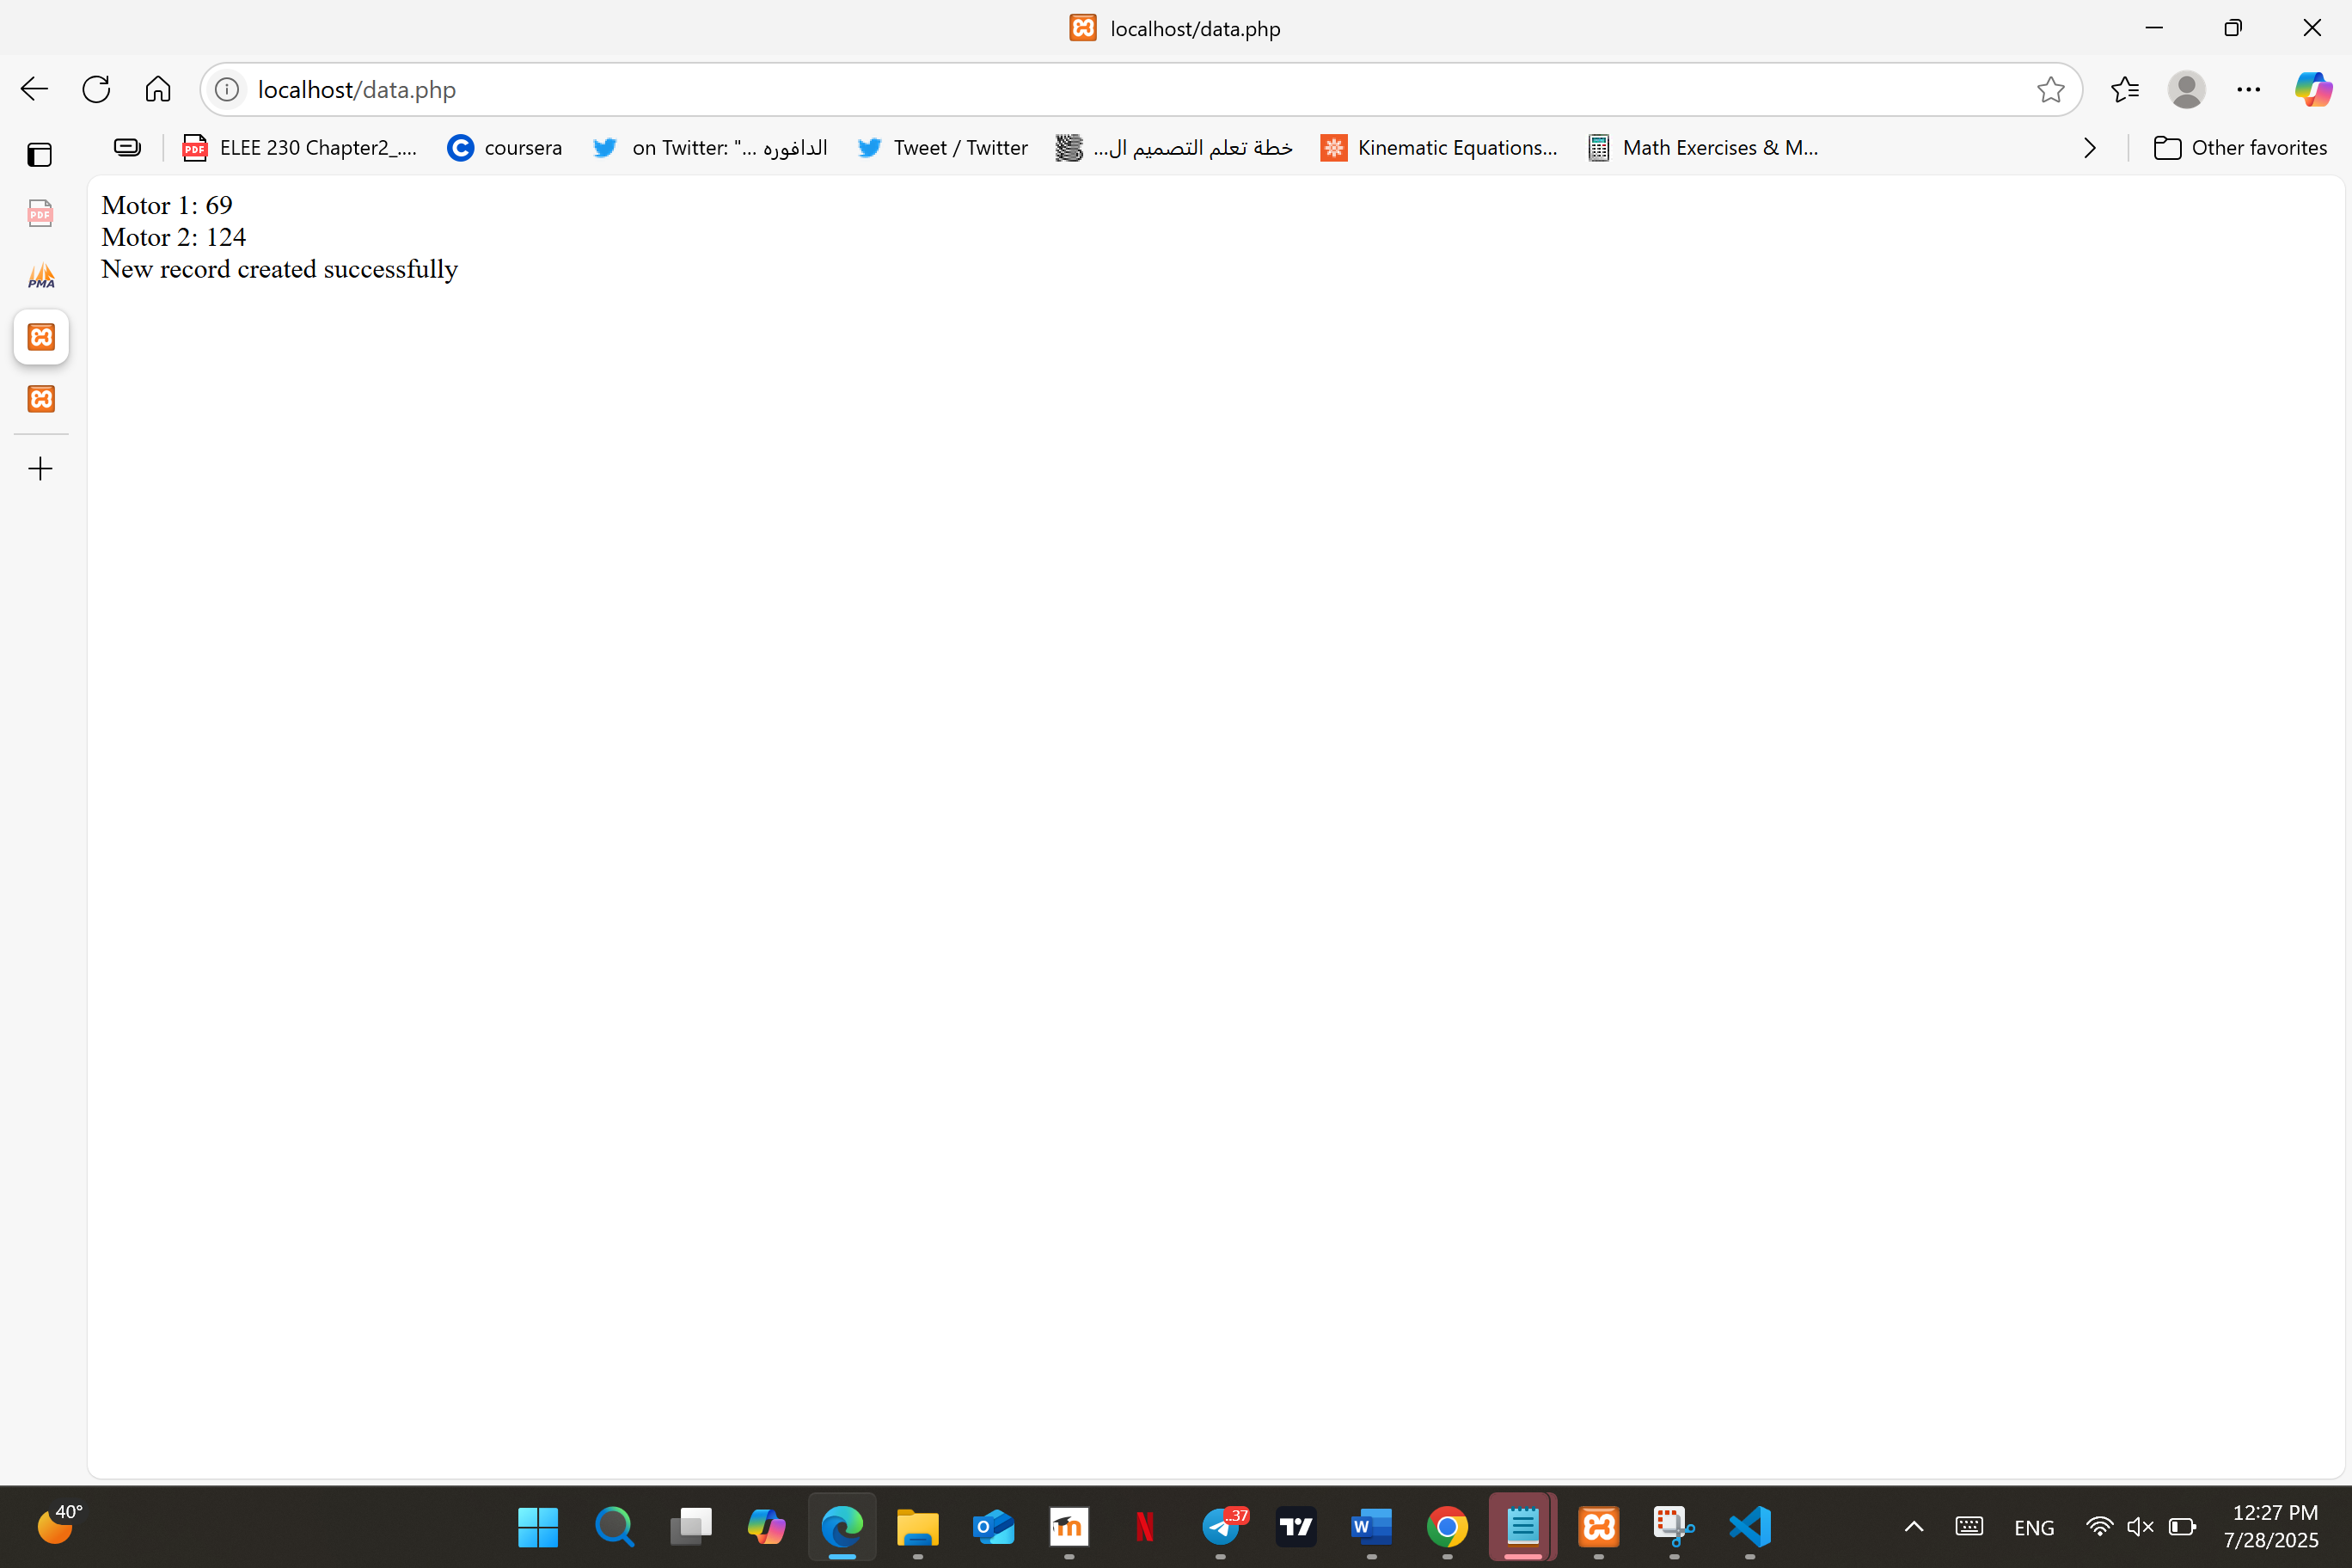 localhost/data.php
localhost/data.php
PDF ELEE 230 Chapter2_....
coursera
on Twitter: "... الدافوره
Tweet / Twitter
خطة تعلم التصميم ال...
Kinematic Equations...
Math Exercises & M...
Other favorites
PDF
PMA
Motor 1: 69
Motor 2: 124
New record created successfully
40°
..37
ENG
12:27 PM
7/28/2025